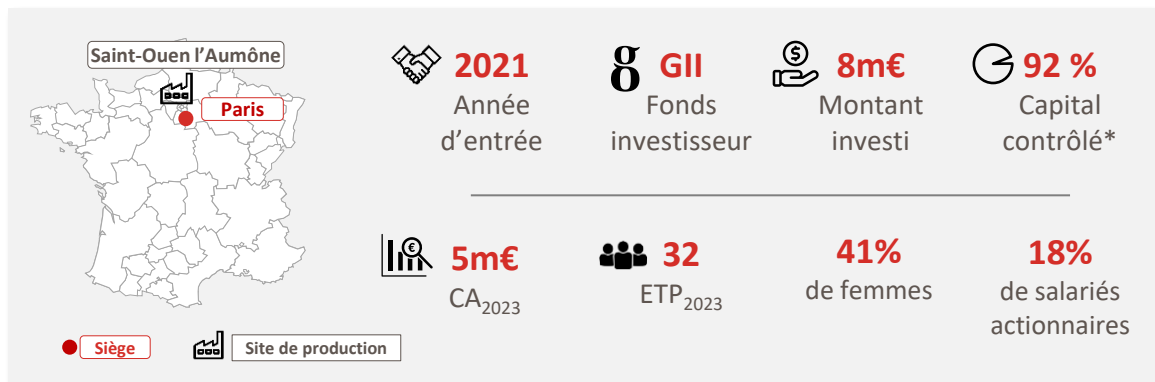 Saint-Ouen l'Aumône
Paris
Siège
Site de production
2021
Année
d'entrée
g
GII
Fonds
investisseur
8m€
Montant
investi
92 %
Capital
contrôlé*
5m€
CA2023
32
ETP2023
41%
de femmes
18%
de salariés
actionnaires